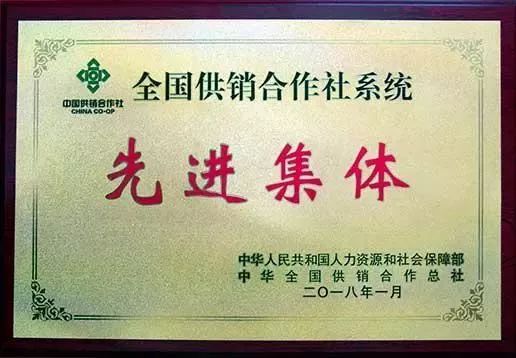 中国供销合作社
CHINA CO-OP
全国供销合作社系统
先进集体
中华人民共和国人力资源和社会保障部
中华全国供销合作总社
二〇一八年一月